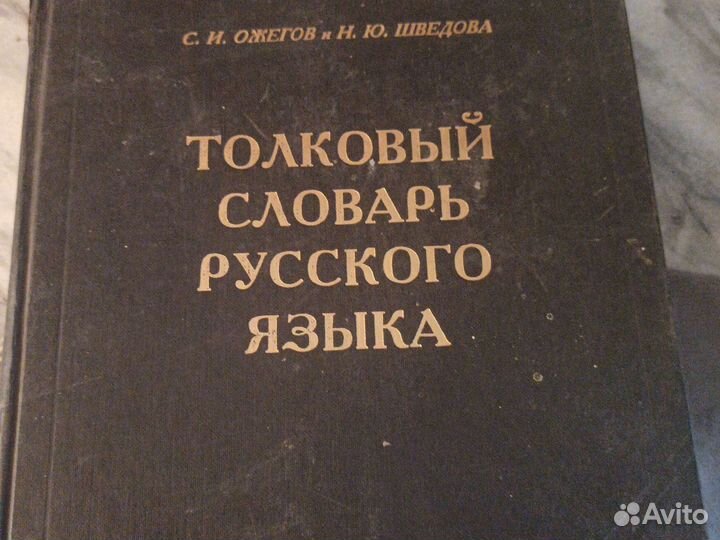 С. И. ОЖЕГОВ и Н. Ю. ШВЕДОВА
ТОЛКОВЫЙ
СЛОВАРЬ
РУССКОГО
ЯЗЫКА
Avito